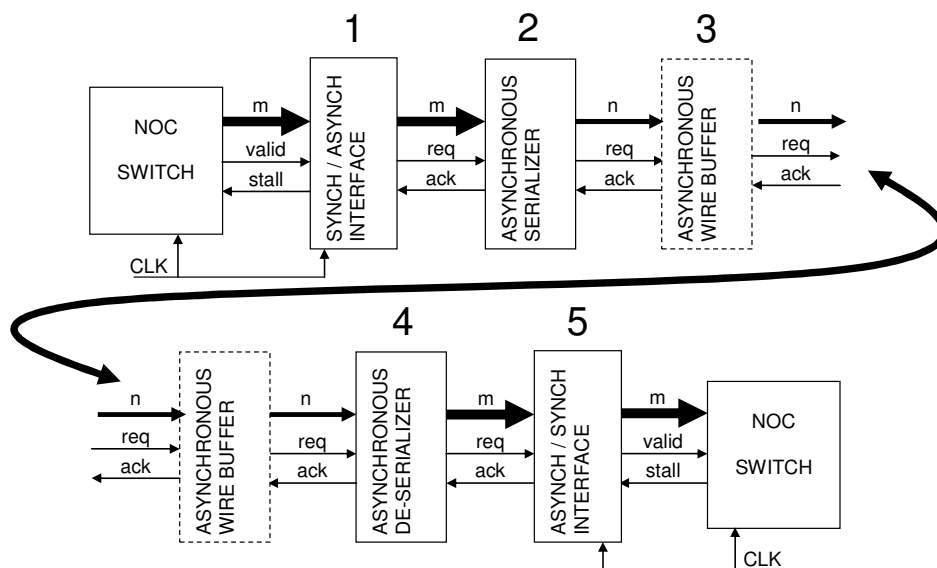 1
2
3
NOC
SWITCH
m
valid
stall
SYNCH / ASYNCH
INTERFACE
m
req
ack
ASYNCHRONOUS
SERIALIZER
n
req
ack
ASYNCHRONOUS
WIRE BUFFER
n
req
ack
CLK
4
5
n
req
ack
ASYNCHRONOUS
WIRE BUFFER
n
req
ack
ASYNCHRONOUS
DE-SERIALIZER
m
req
ack
ASYNCH / SYNCH
INTERFACE
m
valid
stall
NOC
SWITCH
CLK